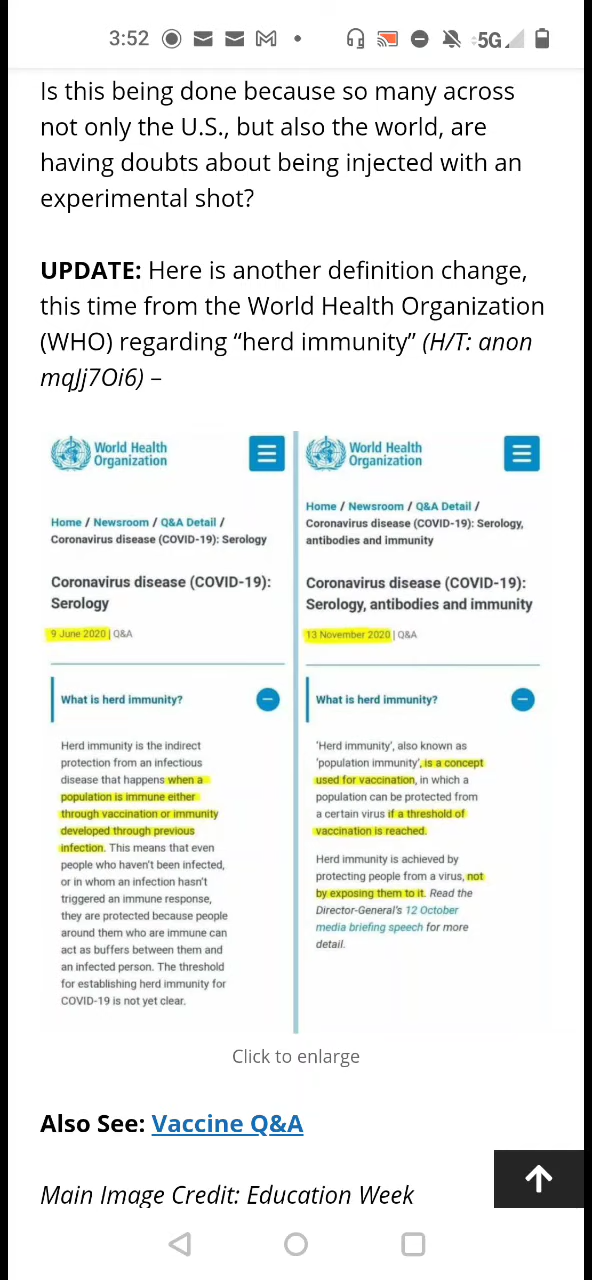 3:52
5G
Is this being done because so many across
not only the U.S., but also the world, are
having doubts about being injected with an
experimental shot?
UPDATE: Here is another definition change,
this time from the World Health Organization
(WHO) regarding “herd immunity” (H/T: anon
mqJj7Oi6) –
World Health
Organization
Home / Newsroom / Q&A Detail /
Coronavirus disease (COVID-19): Serology
Coronavirus disease (COVID-19):
Serology
9 June 2020 | Q&A
What is herd immunity?
Herd immunity is the indirect
protection from an infectious
disease that happens when a
population is immune either
through vaccination or immunity
developed through previous
infection. This means that even
people who haven't been infected,
or in whom an infection hasn't
triggered an immune response,
they are protected because people
around them who are immune can
act as buffers between them and
an infected person. The threshold
for establishing herd immunity for
COVID-19 is not yet clear.
World Health
Organization
Home / Newsroom / Q&A Detail /
Coronavirus disease (COVID-19): Serology,
antibodies and immunity
Coronavirus disease (COVID-19):
Serology, antibodies and immunity
13 November 2020 | Q&A
What is herd immunity?
'Herd immunity', also known as
'population immunity', is a concept
used for vaccination, in which a
population can be protected from
a certain virus if a threshold of
vaccination is reached.
Herd immunity is achieved by
protecting people from a virus, not
by exposing them to it. Read the
Director-General's 12 October
media briefing speech for more
detail.
Click to enlarge
Also See: Vaccine Q&A
Main Image Credit: Education Week